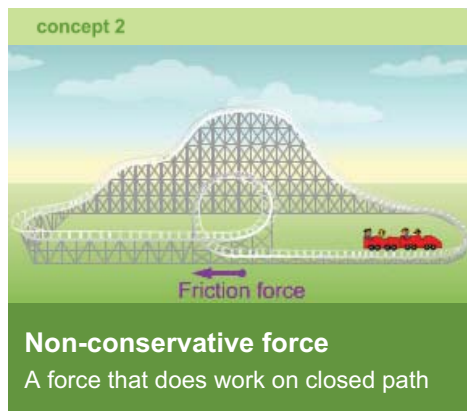 concept 2
Friction force
Non-conservative force
A force that does work on closed path